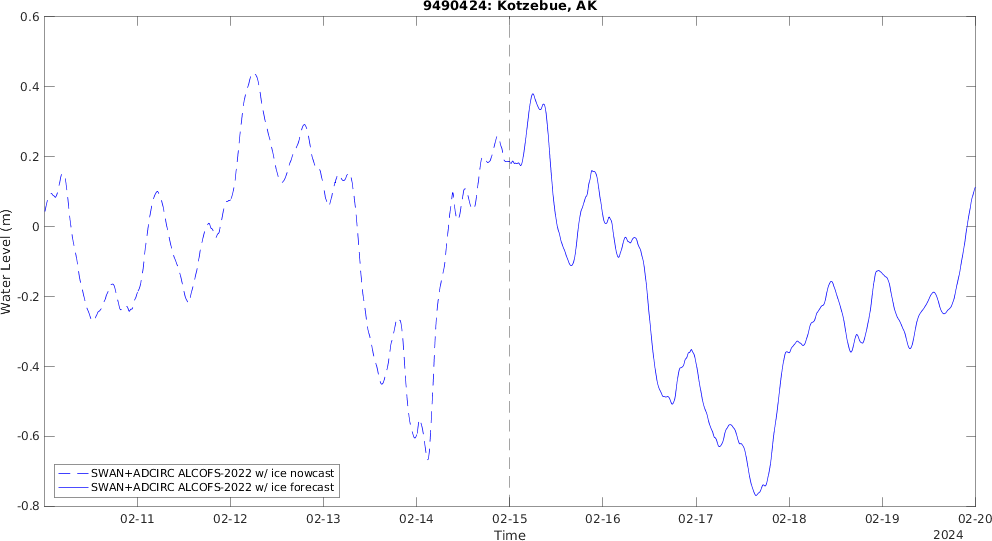 9490424: Kotzebue, AK
0.6
0.4
0.2
0
-0.2
-0.4
-0.6
-0.8
Water Level (m)
SWAN+ADCIRC ALCOFS-2022 w/ ice nowcast
SWAN+ADCIRC ALCOFS-2022 w/ ice forecast
02-11 02-12 02-13 02-14 02-15 02-16 02-17 02-18 02-19 02-20
Time
2024